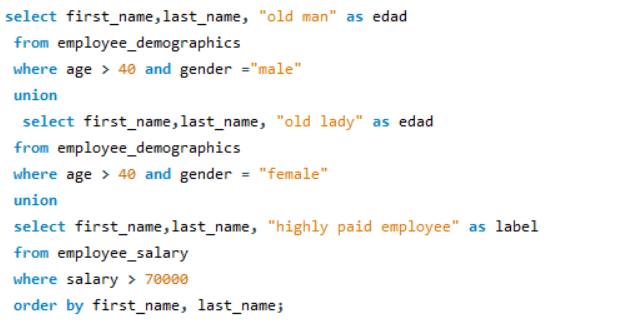 select first_name,last_name, "old man" as edad
from employee_demographics
where age > 40 and gender ="male"
union
select first_name,last_name, "old lady" as edad
from employee_demographics
where age > 40 and gender = "female"
union
select first_name,last_name, "highly paid employee" as label
from employee_salary
where salary > 70000
order by first_name, last_name;